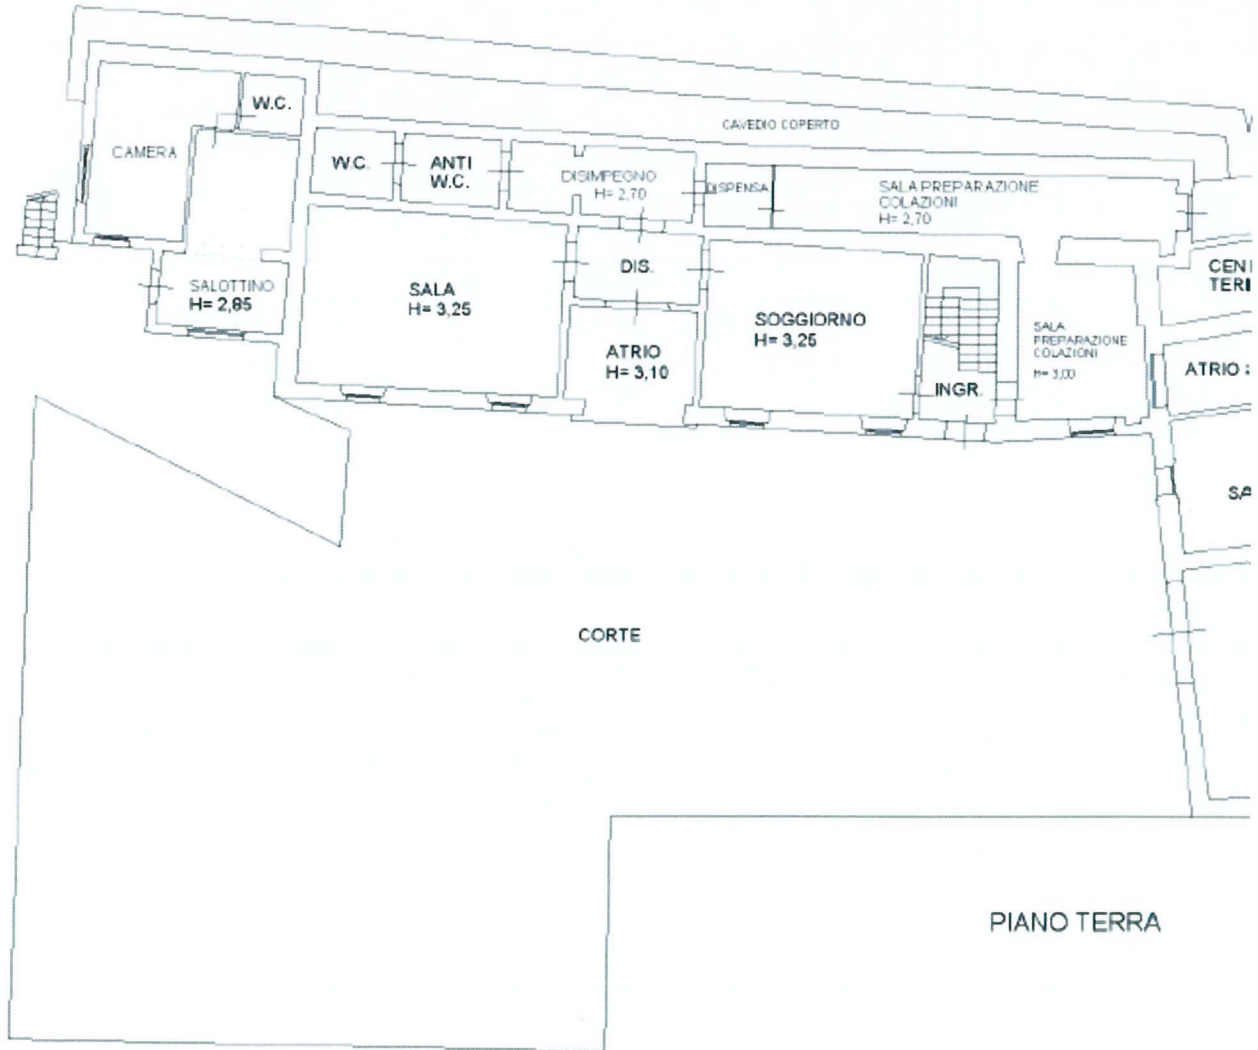 W.C.
CAVEDIO COPERTO
CAMERA
W.C.
ANTI
W.C.
DISIMPEGNO
H= 2,70
DISPENSA
SALA PREPARAZIONE
COLAZIONI
H= 2,70
SALOTTINO
H= 2,85
SALA
H= 3,25
DIS.
ATRIO
H= 3,10
SOGGIORNO
H= 3,25
INGR.
SALA
PREPARAZIONE
COLAZIONI
H= 3,00
ATRIO
CORTE
PIANO TERRA